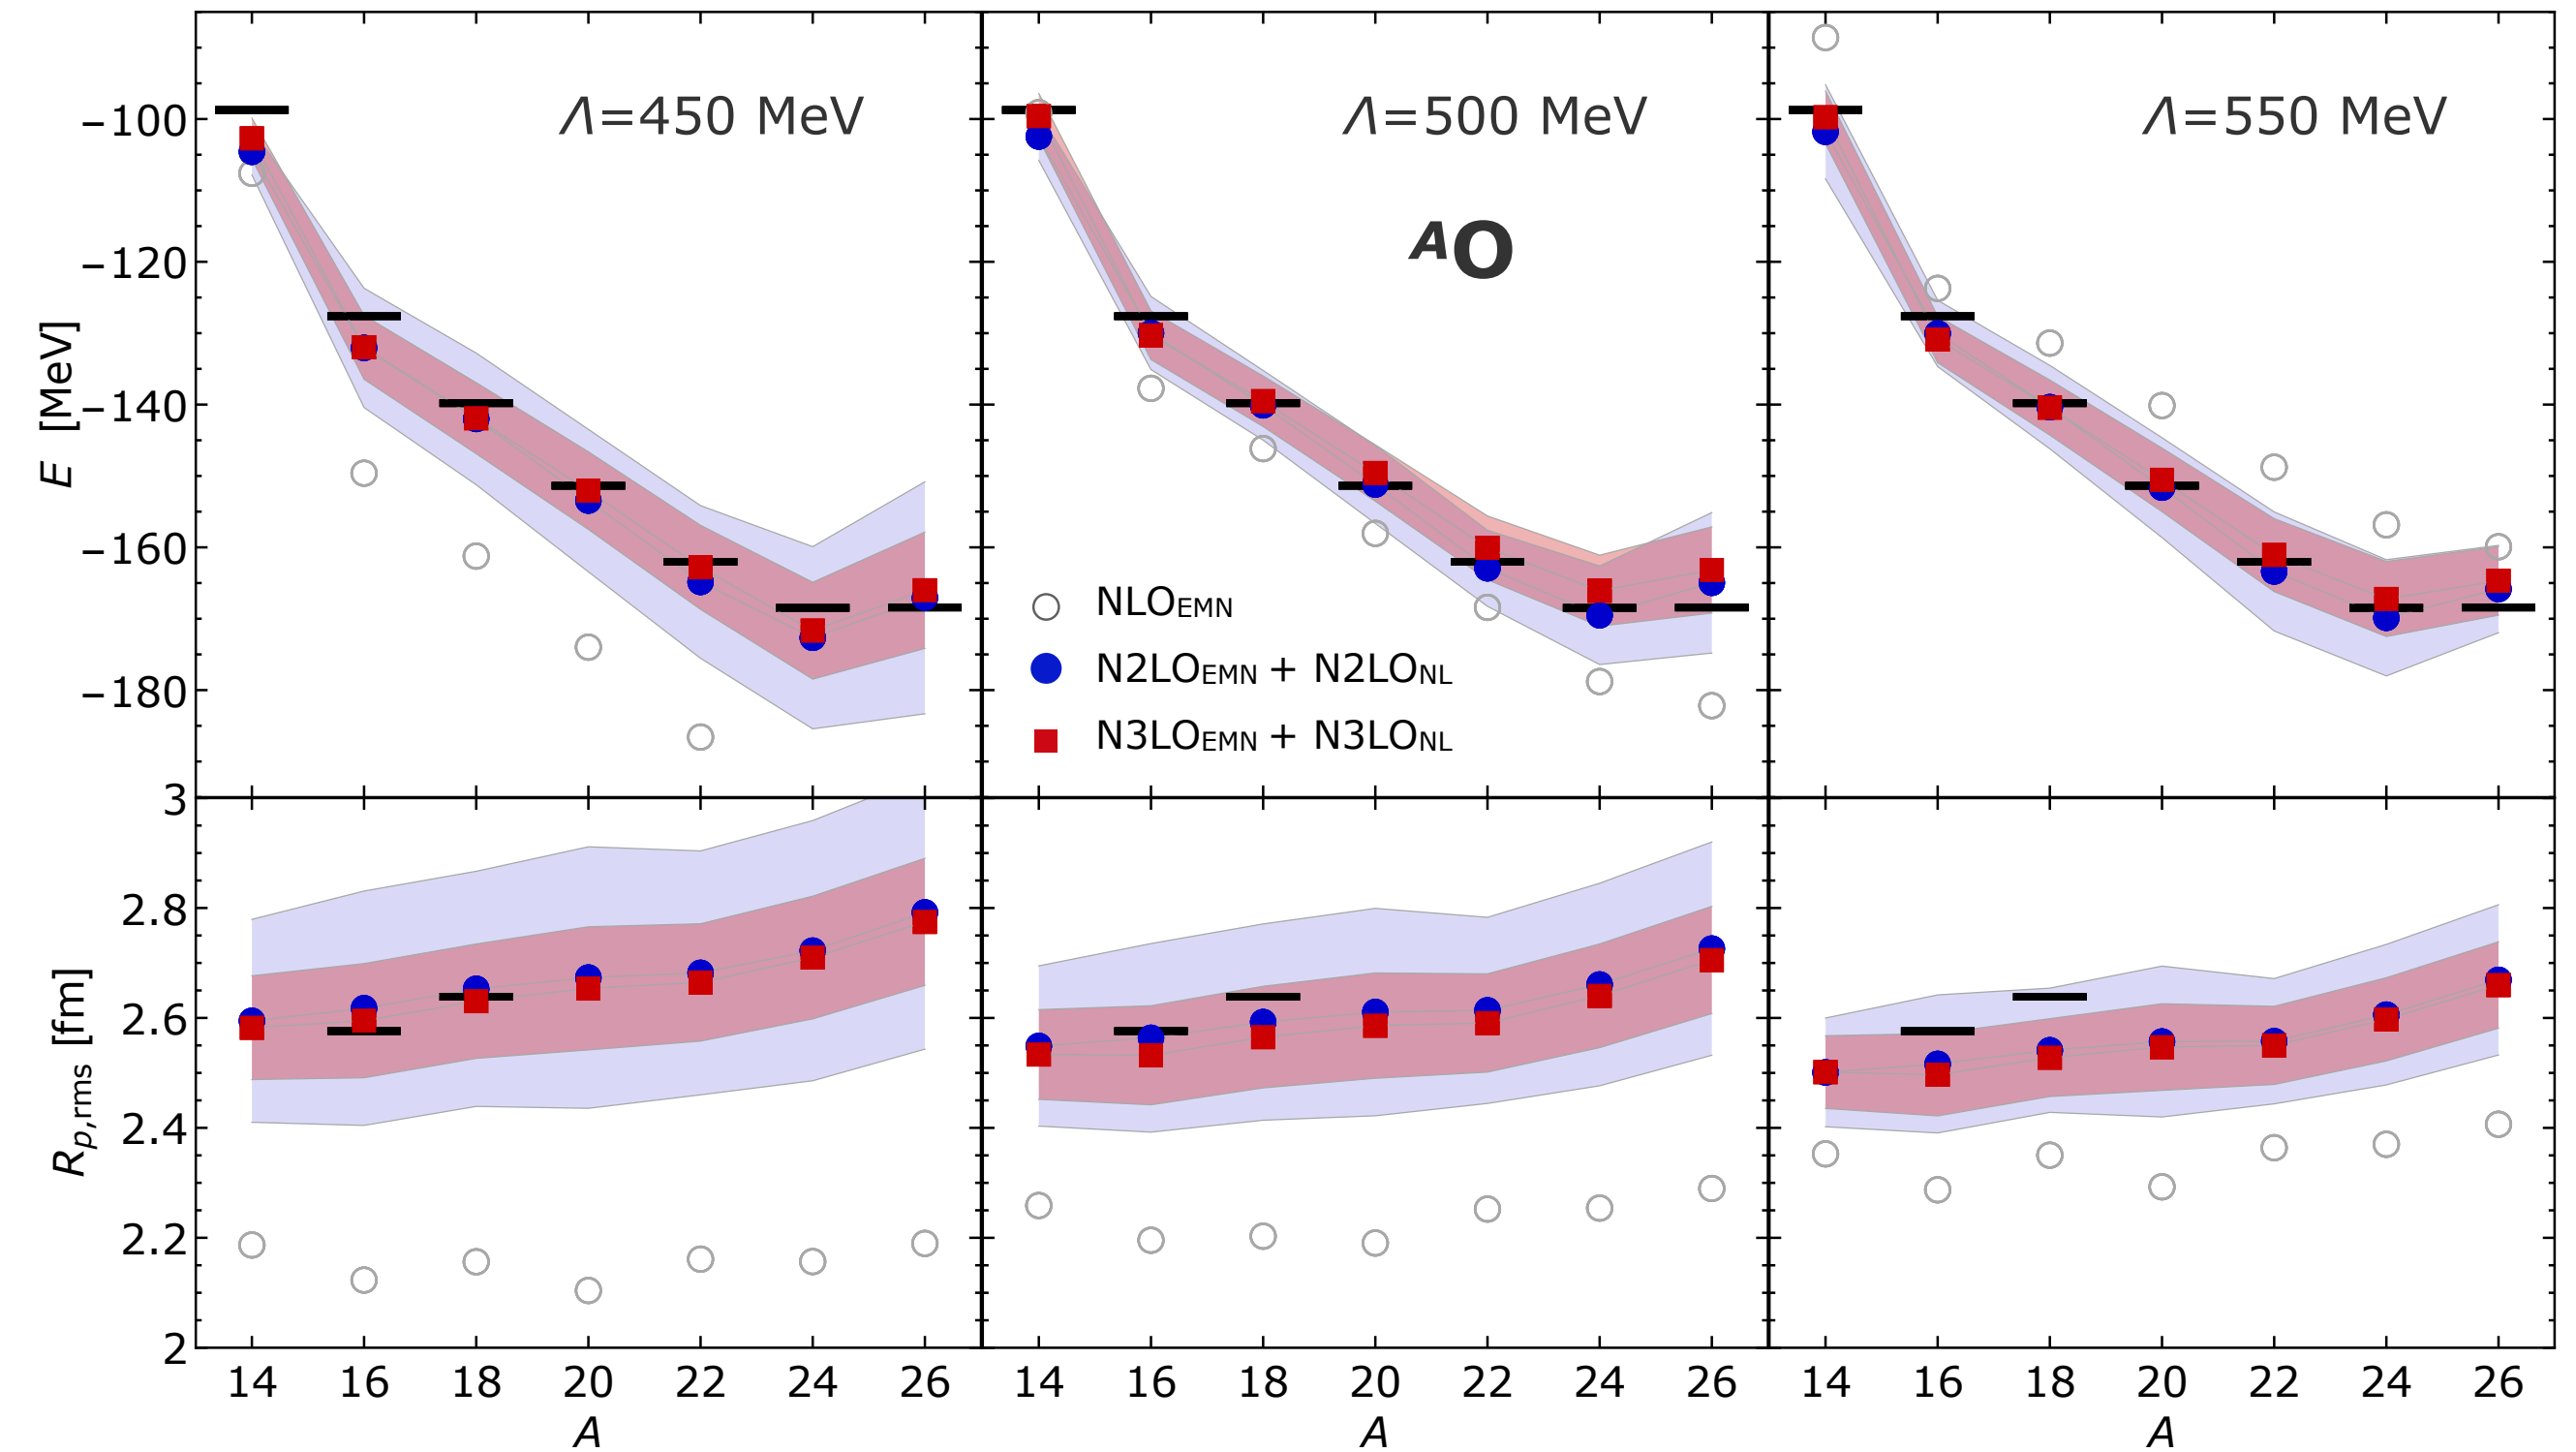 Λ=450 MeV
Λ=500 MeV
Λ=550 MeV
AO
E [MeV]
−100
−120
−140
−160
−180
NLOEMN
N2LOEMN + N2LONL
N3LOEMN + N3LONL
Rp,rms [fm]
3
2.8
2.6
2.4
2.2
2
14 16 18 20 22 24 26
14 16 18 20 22 24 26
14 16 18 20 22 24 26
A
A
A